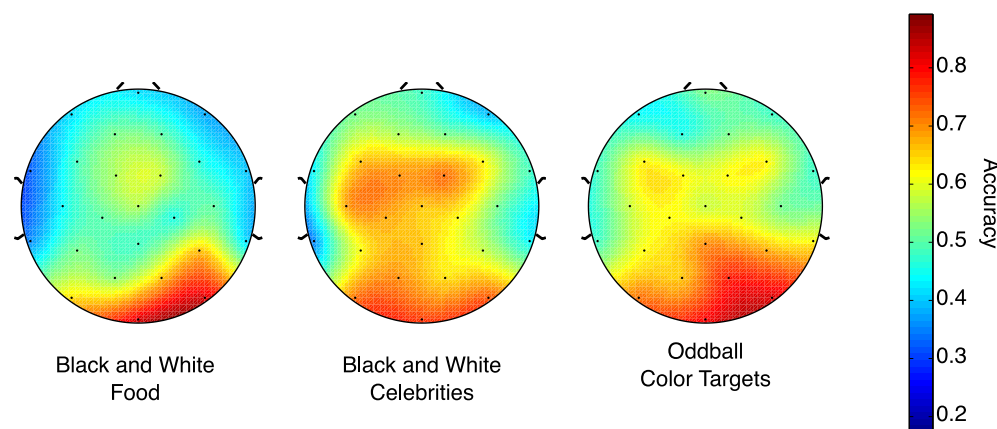 0.8
0.7
0.6
0.5
0.4
0.3
0.2
Accuracy
Black and White
Food
Black and White
Celebrities
Oddball
Color Targets